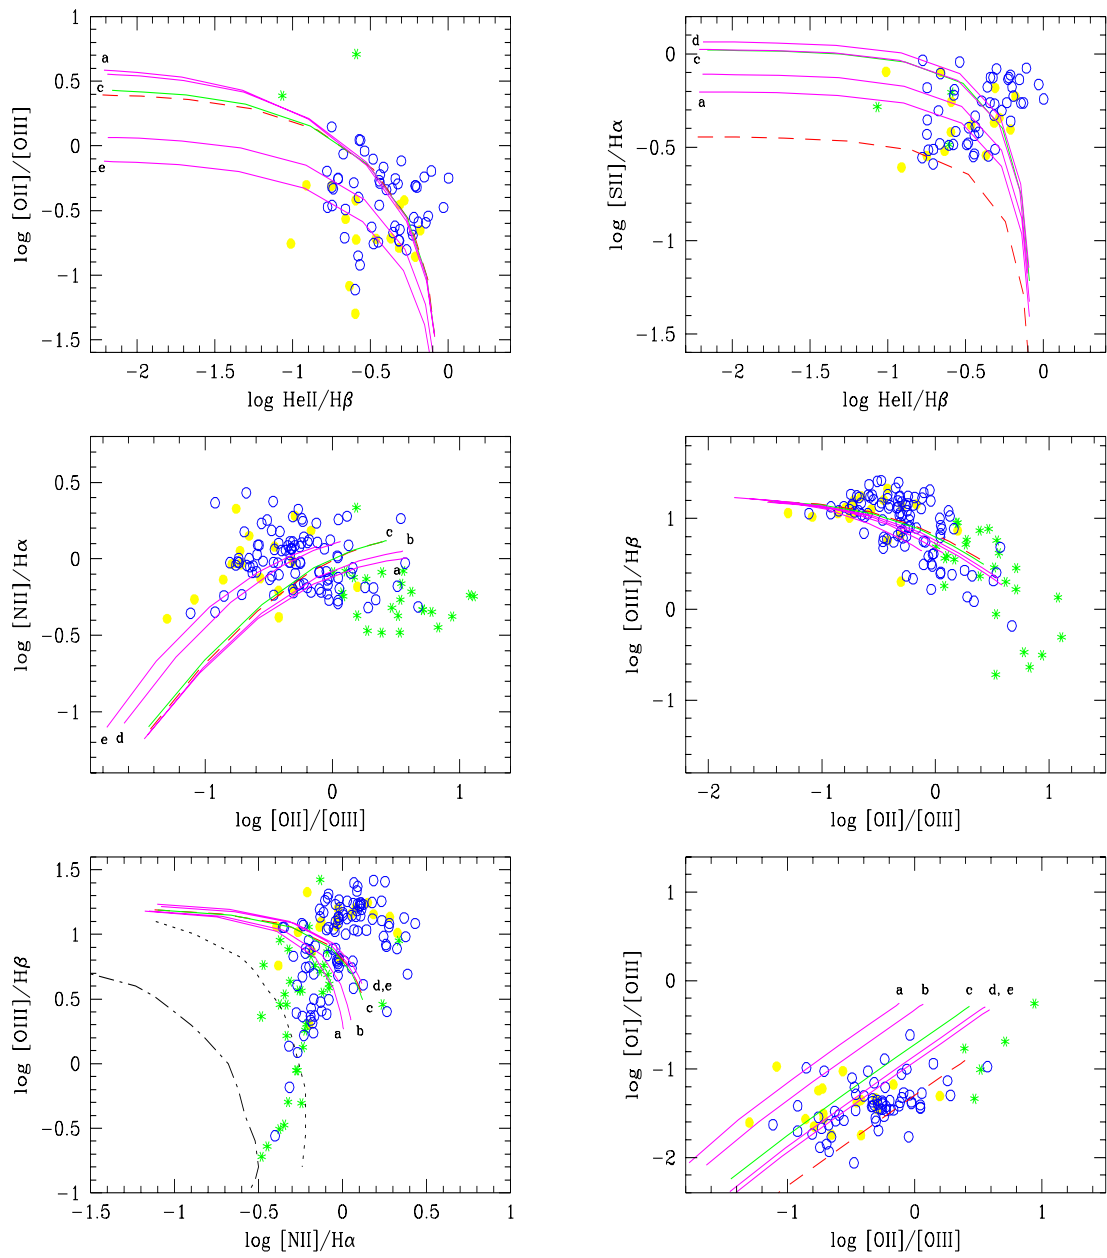 1
0.5
0
−0.5
−1
−1.5
a
c
e
−2
−1.5
−1
−0.5
0
log HeII/Hβ
log [OII]/[OIII]
0
−0.5
−1
−1.5
d
c
a
−2
−1.5
−1
−0.5
0
log HeII/Hβ
log [SII]/Hα
0.5
0
−0.5
−1
c
b
a
e d
−1
0
1
log [OII]/[OIII]
log [NII]/Hα
1
0
−1
−2
−1
0
1
log [OII]/[OIII]
log [OIII]/Hβ
1.5
1
0.5
0
−0.5
−1
d,e
c
b
a
−1.5
−1
−0.5
0
0.5
1
log [NII]/Hα
log [OIII]/Hβ
1
0
−1
−2
a b c d, e
−1
0
1
log [OII]/[OIII]
log [OI]/[OIII]